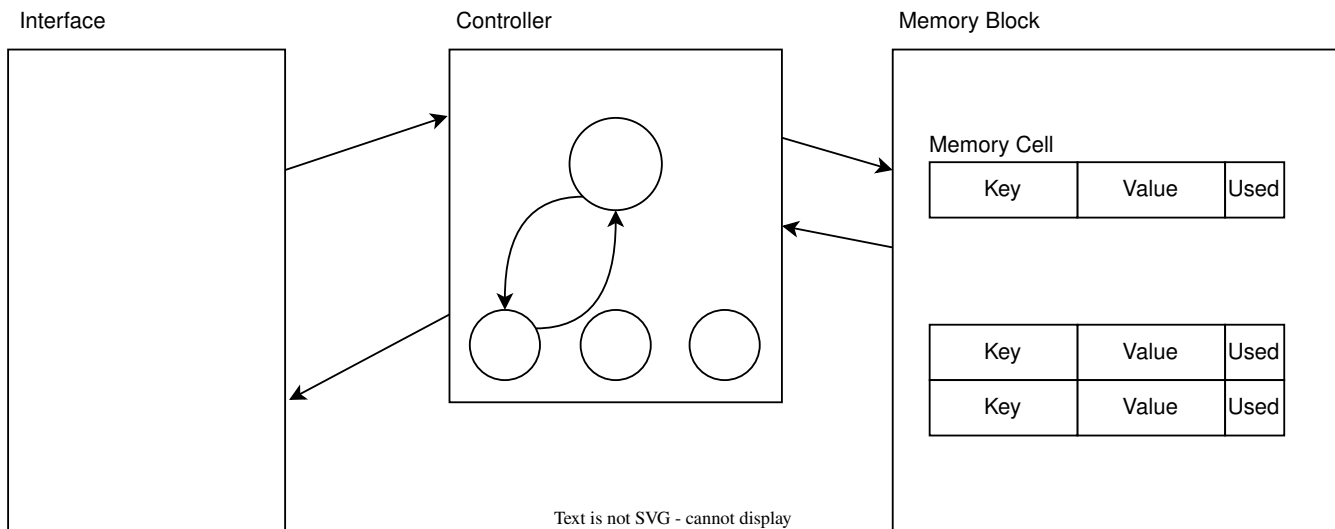 Interface
Controller
Memory Block
Memory Cell
Key Value Used
Key Value Used
Key Value Used
Text is not SVG - cannot display